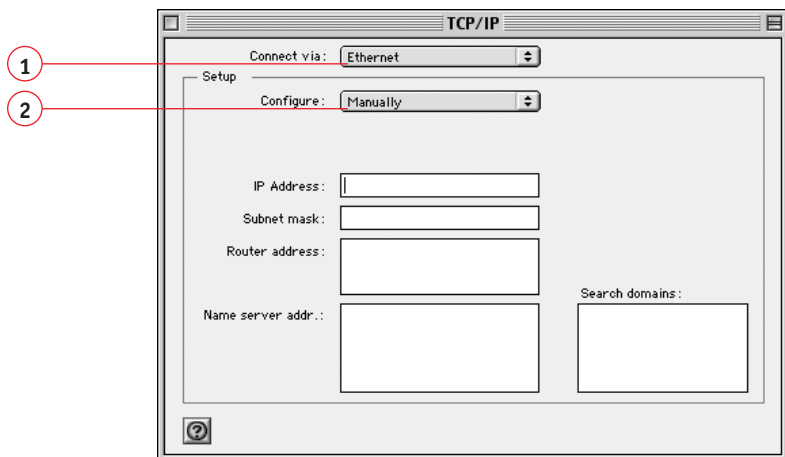 TCP/IP
1
Connect via: Ethernet
Setup
2
Configure: Manually
IP Address:
Subnet mask:
Router address:
Search domains:
Name server addr.:
?